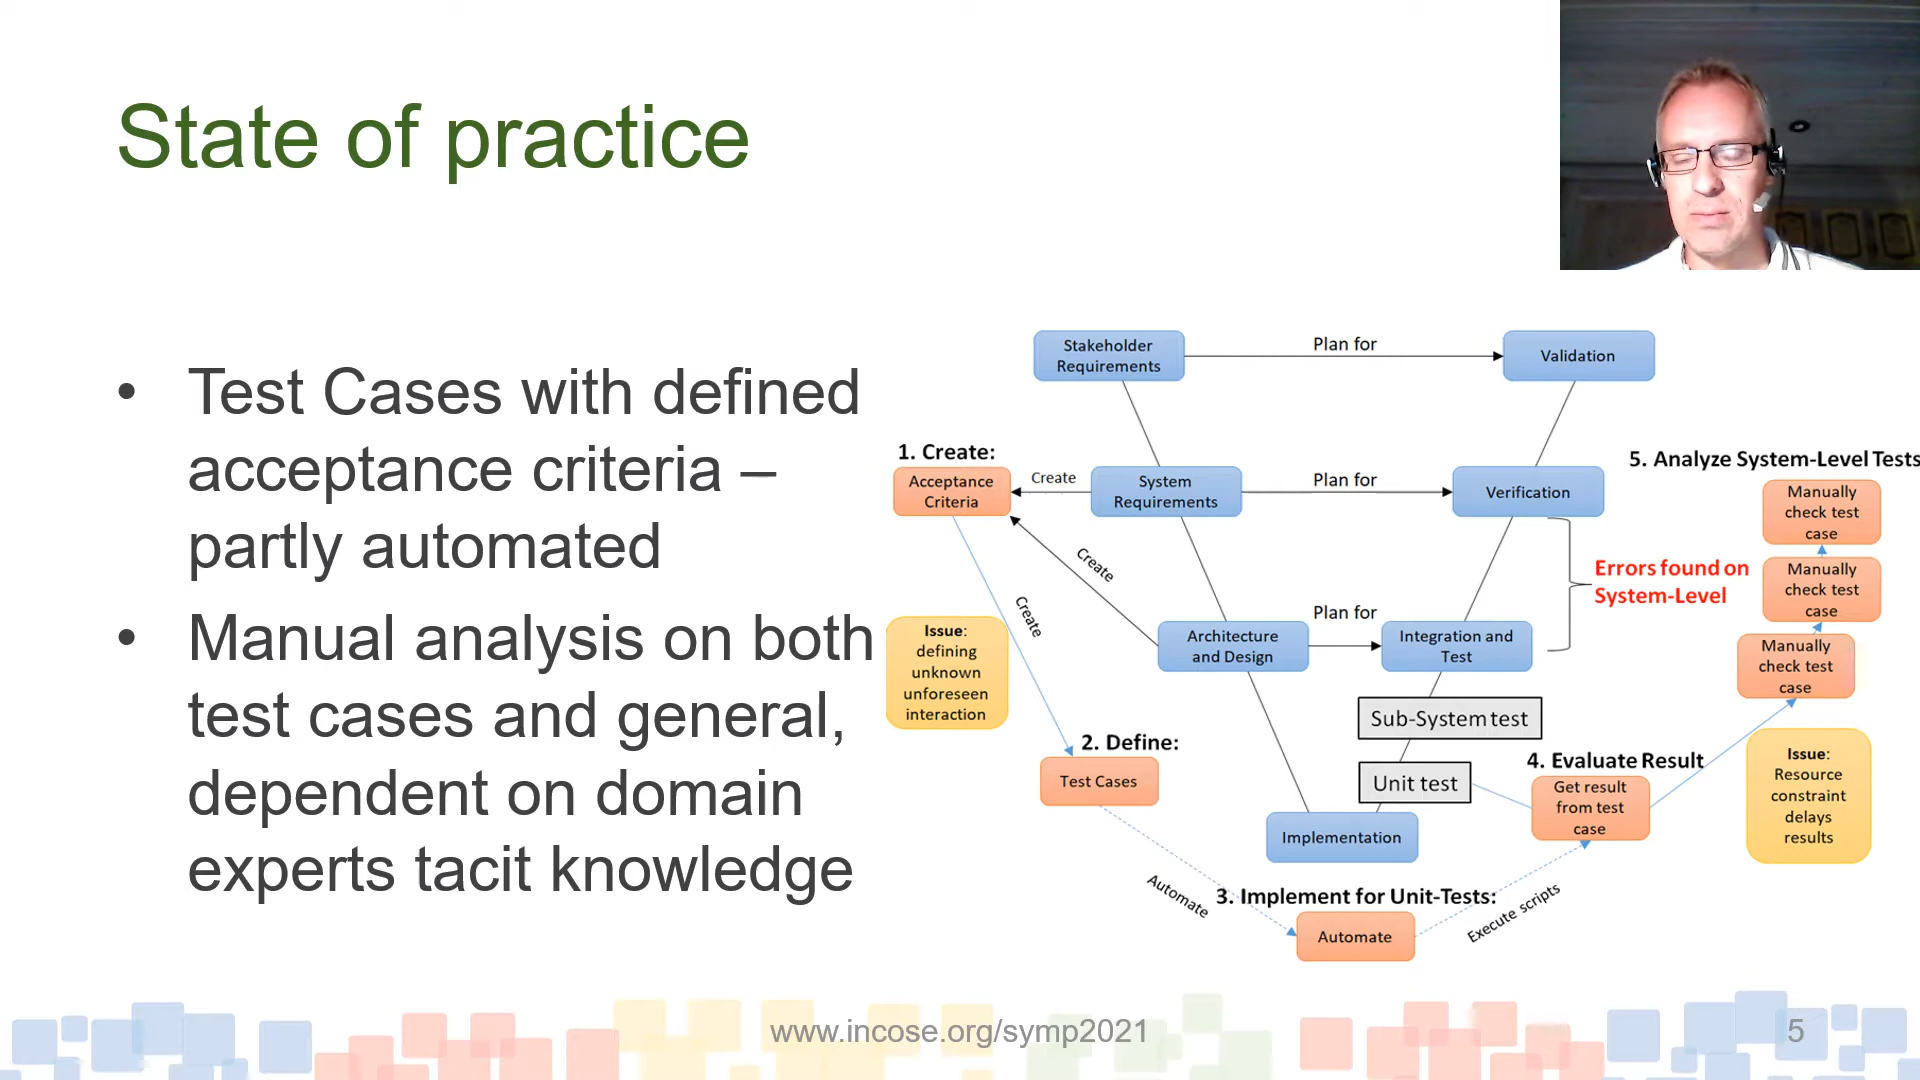 State of practice
• Test Cases with defined
acceptance criteria –
partly automated
• Manual analysis on both
test cases and general,
dependent on domain
experts tacit knowledge
Stakeholder
Requirements
Plan for
Validation
1. Create:
Acceptance
Criteria
Create
System
Requirements
Plan for
Verification
5. Analyze System-Level Tests
Manually
check test
case
Manually
check test
case
Manually
check test
case
Errors found on
System-Level
Create
Create
Issue:
defining
unknown
unforeseen
interaction
Architecture
and Design
Plan for
Integration and
Test
Sub-System test
Unit test
2. Define:
Test Cases
4. Evaluate Result
Get result
from test
case
Issue:
Resource
constraint
delays
results
Implementation
Automate
3. Implement for Unit-Tests:
Automate
Execute scripts
www.incose.org/symp2021
5